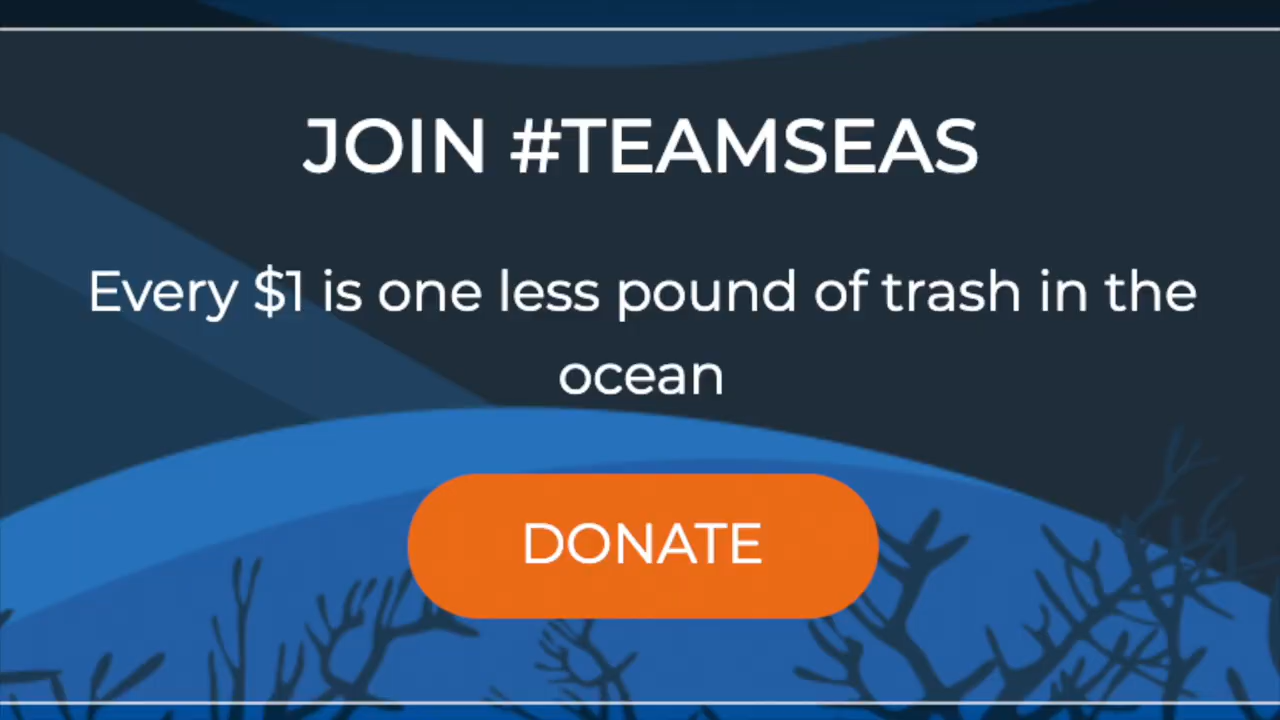 JOIN #TEAMSEAS
Every $1 is one less pound of trash in the
ocean
DONATE